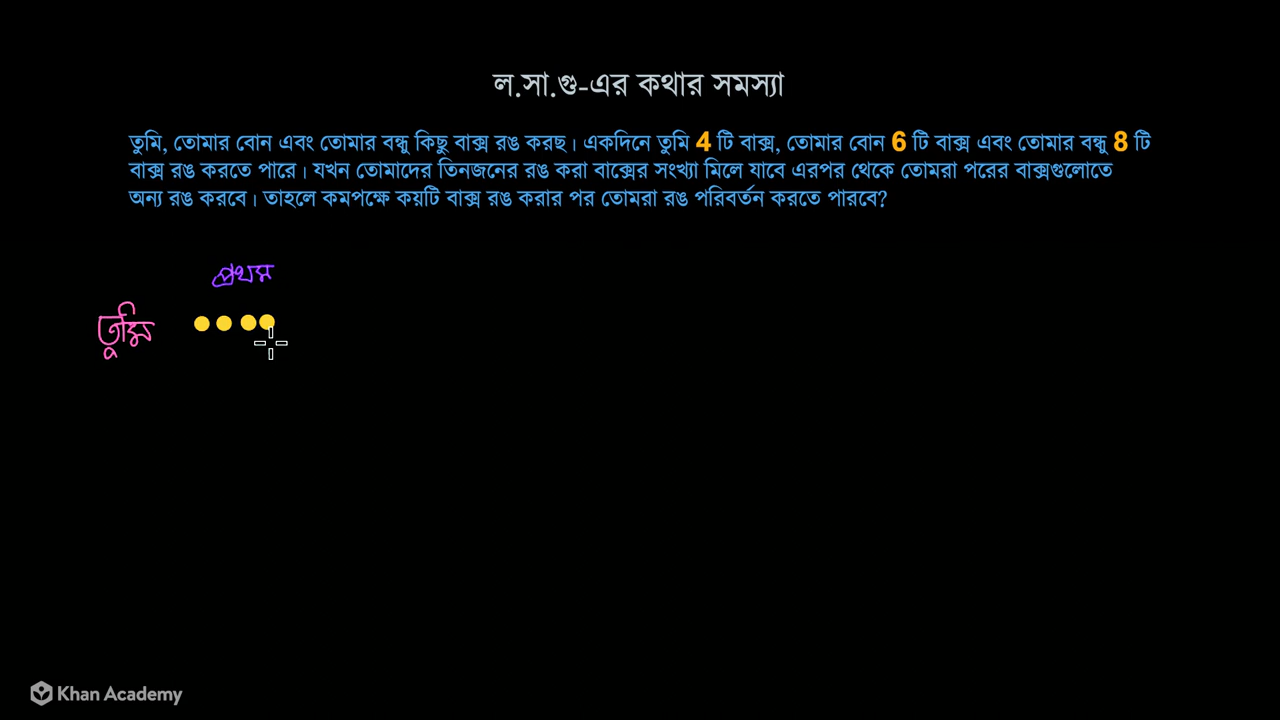 ল.সা.গু-এর কথার সমস্যা
তুমি, তোমার বোন এবং তোমার বন্ধু কিছু বাক্স রঙ করছ। একদিনে তুমি 4 টি বাক্স, তোমার বোন 6 টি বাক্স এবং তোমার বন্ধু 8 টি
বাক্স রঙ করতে পারে। যখন তোমাদের তিনজনের রঙ করা বাক্সের সংখ্যা মিলে যাবে এরপর থেকে তোমরা পরের বাক্সগুলোতে
অন্য রঙ করবে। তাহলে কমপক্ষে কয়টি বাক্স রঙ করার পর তোমরা রঙ পরিবর্তন করতে পারবে?
প্রথম
তুমি
Khan Academy